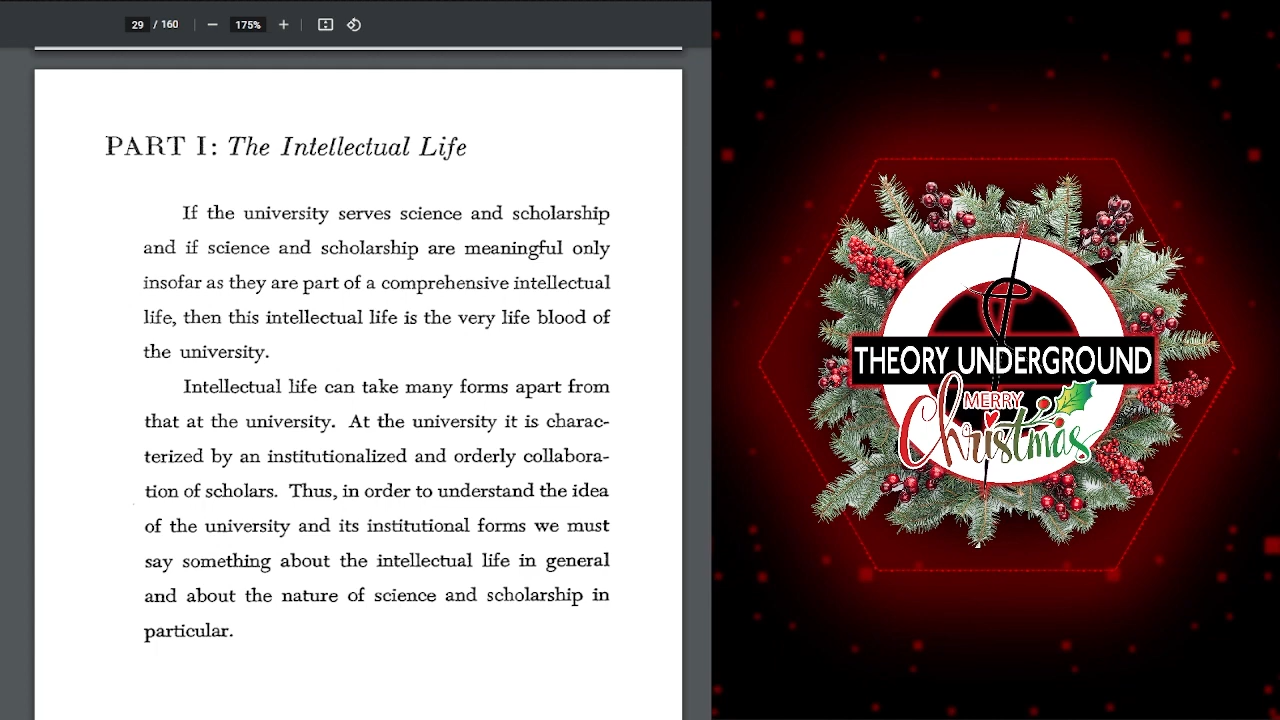 29 / 160 — 175% +
PART I: The Intellectual Life
If the university serves science and scholarship
and if science and scholarship are meaningful only
insofar as they are part of a comprehensive intellectual
life, then this intellectual life is the very life blood of
the university.
Intellectual life can take many forms apart from
that at the university. At the university it is charac-
terized by an institutionalized and orderly collabora-
tion of scholars. Thus, in order to understand the idea
of the university and its institutional forms we must
say something about the intellectual life in general
and about the nature of science and scholarship in
particular.
THEORY UNDERGROUND
MERRY
Christmas